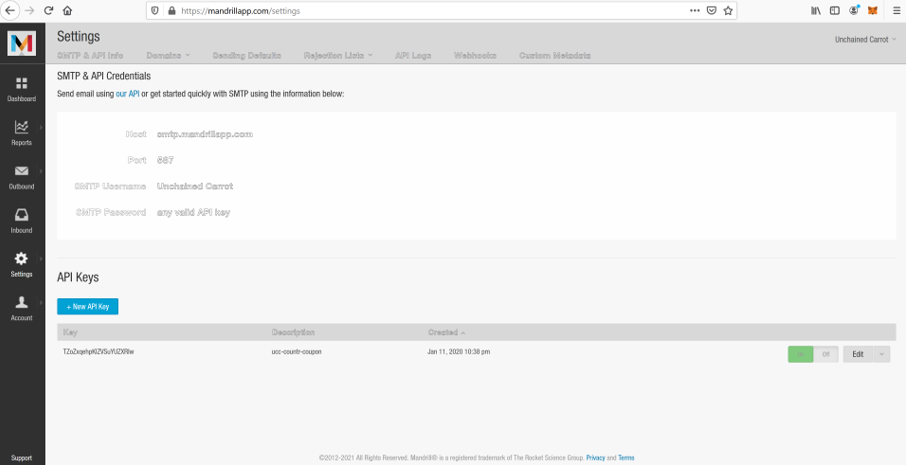 https://mandrillapp.com/settings
Settings
Unchained Carrot
SMTP & API Info Domains Sending Defaults Rejection Lists API Logs Webhooks Custom Metadata
SMTP & API Credentials
Send email using our API or get started quickly with SMTP using the information below:
Host smtp.mandrillapp.com
Port 587
SMTP Username Unchained Carrot
SMTP Password any valid API key
Dashboard
Reports
Outbound
Inbound
Settings
Account
Support
API Keys
+ New API Key
Key Description Created
ucc-countr-coupon Jan 11, 2020 10:38 pm Off Edit
©2012-2021 All Rights Reserved. Mandrill® is a registered trademark of The Rocket Science Group. Privacy and Terms